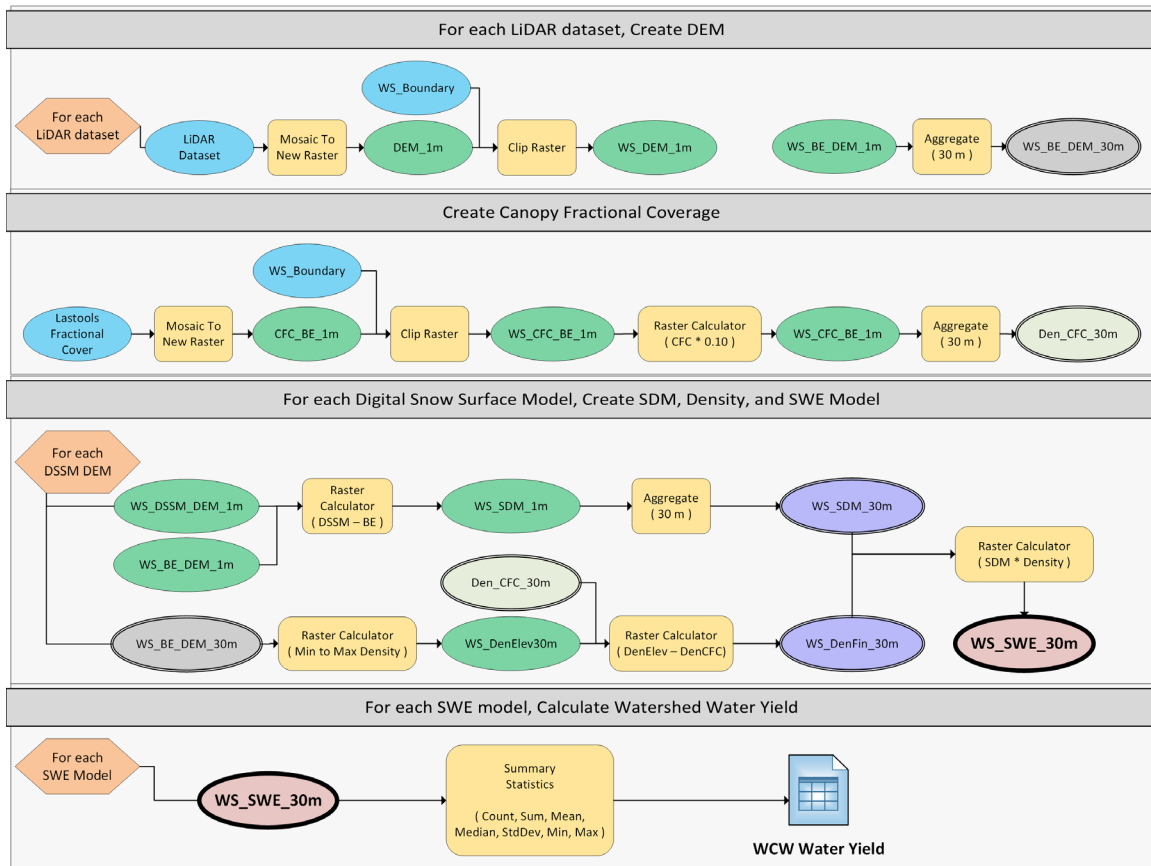 For each LiDAR dataset, Create DEM
For each
LiDAR dataset
LiDAR
Dataset
Mosaic To
New Raster
WS_Boundary
DEM_1m
Clip Raster
WS_DEM_1m
WS_BE_DEM_1m
Aggregate
( 30 m )
WS_BE_DEM_30m
Create Canopy Fractional Coverage
Lastools
Fractional
Cover
Mosaic To
New Raster
WS_Boundary
CFC_BE_1m
Clip Raster
WS_CFC_BE_1m
Raster Calculator
( CFC * 0.10 )
WS_CFC_BE_1m
Aggregate
( 30 m )
Den_CFC_30m
For each Digital Snow Surface Model, Create SDM, Density, and SWE Model
For each
DSSM DEM
WS_DSSM_DEM_1m
WS_BE_DEM_1m
Raster
Calculator
( DSSM – BE )
WS_SDM_1m
Aggregate
( 30 m )
WS_SDM_30m
Raster Calculator
( SDM * Density )
Den_CFC_30m
WS_BE_DEM_30m
Raster Calculator
( Min to Max Density )
WS_DenElev30m
Raster Calculator
( DenElev – DenCFC)
WS_DenFin_30m
WS_SWE_30m
For each SWE model, Calculate Watershed Water Yield
For each
SWE Model
WS_SWE_30m
Summary
Statistics
( Count, Sum, Mean,
Median, StdDev, Min, Max )
WCW Water Yield